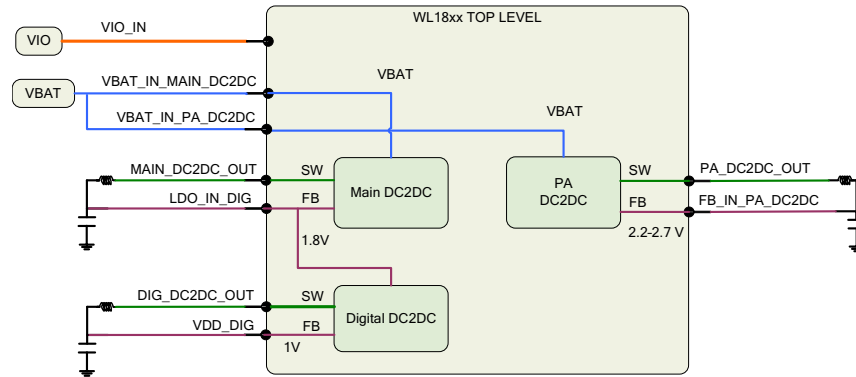 WL18xx TOP LEVEL
VIO
VIO_IN
VBAT
VBAT_IN_MAIN_DC2DC
VBAT
VBAT_IN_PA_DC2DC
VBAT
MAIN_DC2DC_OUT
SW
Main DC2DC
LDO_IN_DIG
FB
1.8V
PA
DC2DC
SW
PA_DC2DC_OUT
FB
FB_IN_PA_DC2DC
2.2-2.7 V
DIG_DC2DC_OUT
SW
Digital DC2DC
VDD_DIG
FB
1V